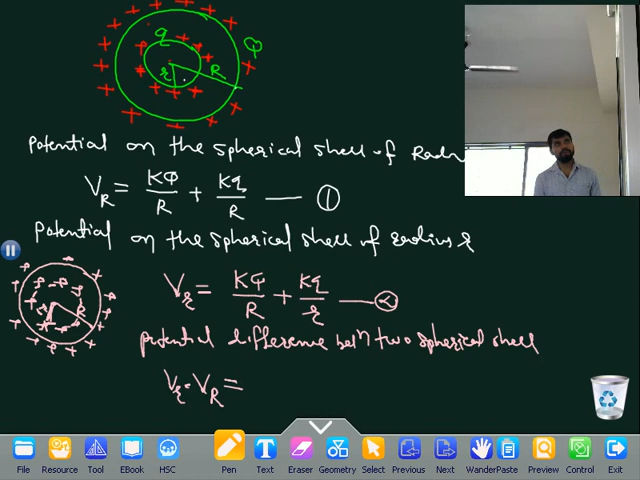 q
Q
r
R
Potential on the spherical shell of Radi
V_R = KQ/R + Kq/R — ①
Potential on the spherical shell of radius r
V_r = KQ/R + Kq/r — ②
potential difference betn two spherical shell
V_r - V_R =
File Resource Tool EBook HSC Pen Text Eraser Geometry Select Previous Next Wander Paste Preview Control Exit